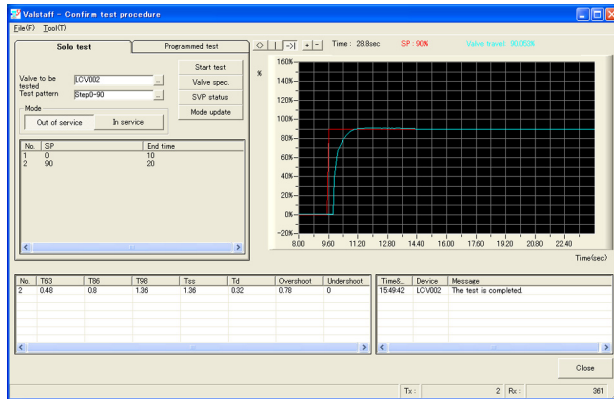 Valstaff - Confirm test procedure
File(F) Tool(T)
Solo test
Programmed test
Valve to be tested
LCV002
...
Test pattern
Step0-90
...
Mode
Out of service
In service
Start test
Valve spec.
SVP status
Mode update
No. SP End time
1 0 10
2 90 20
◇ | ->| + - Time : 28.8sec SP : 90% Valve travel: 90.053%
%
160%
140%
120%
100%
80%
60%
40%
20%
0%
-20%
8.00 9.60 11.20 12.80 14.40 16.00 17.60 19.20 20.80 22.40
Time(sec)
No. T63 T86 T98 Tss Td Overshoot Undershoot
2 0.48 0.8 1.36 1.36 0.32 0.78 0
Time&... Device Message
15:49:42 LCV002 The test is completed.
Close
Tx : 2 Rx : 361